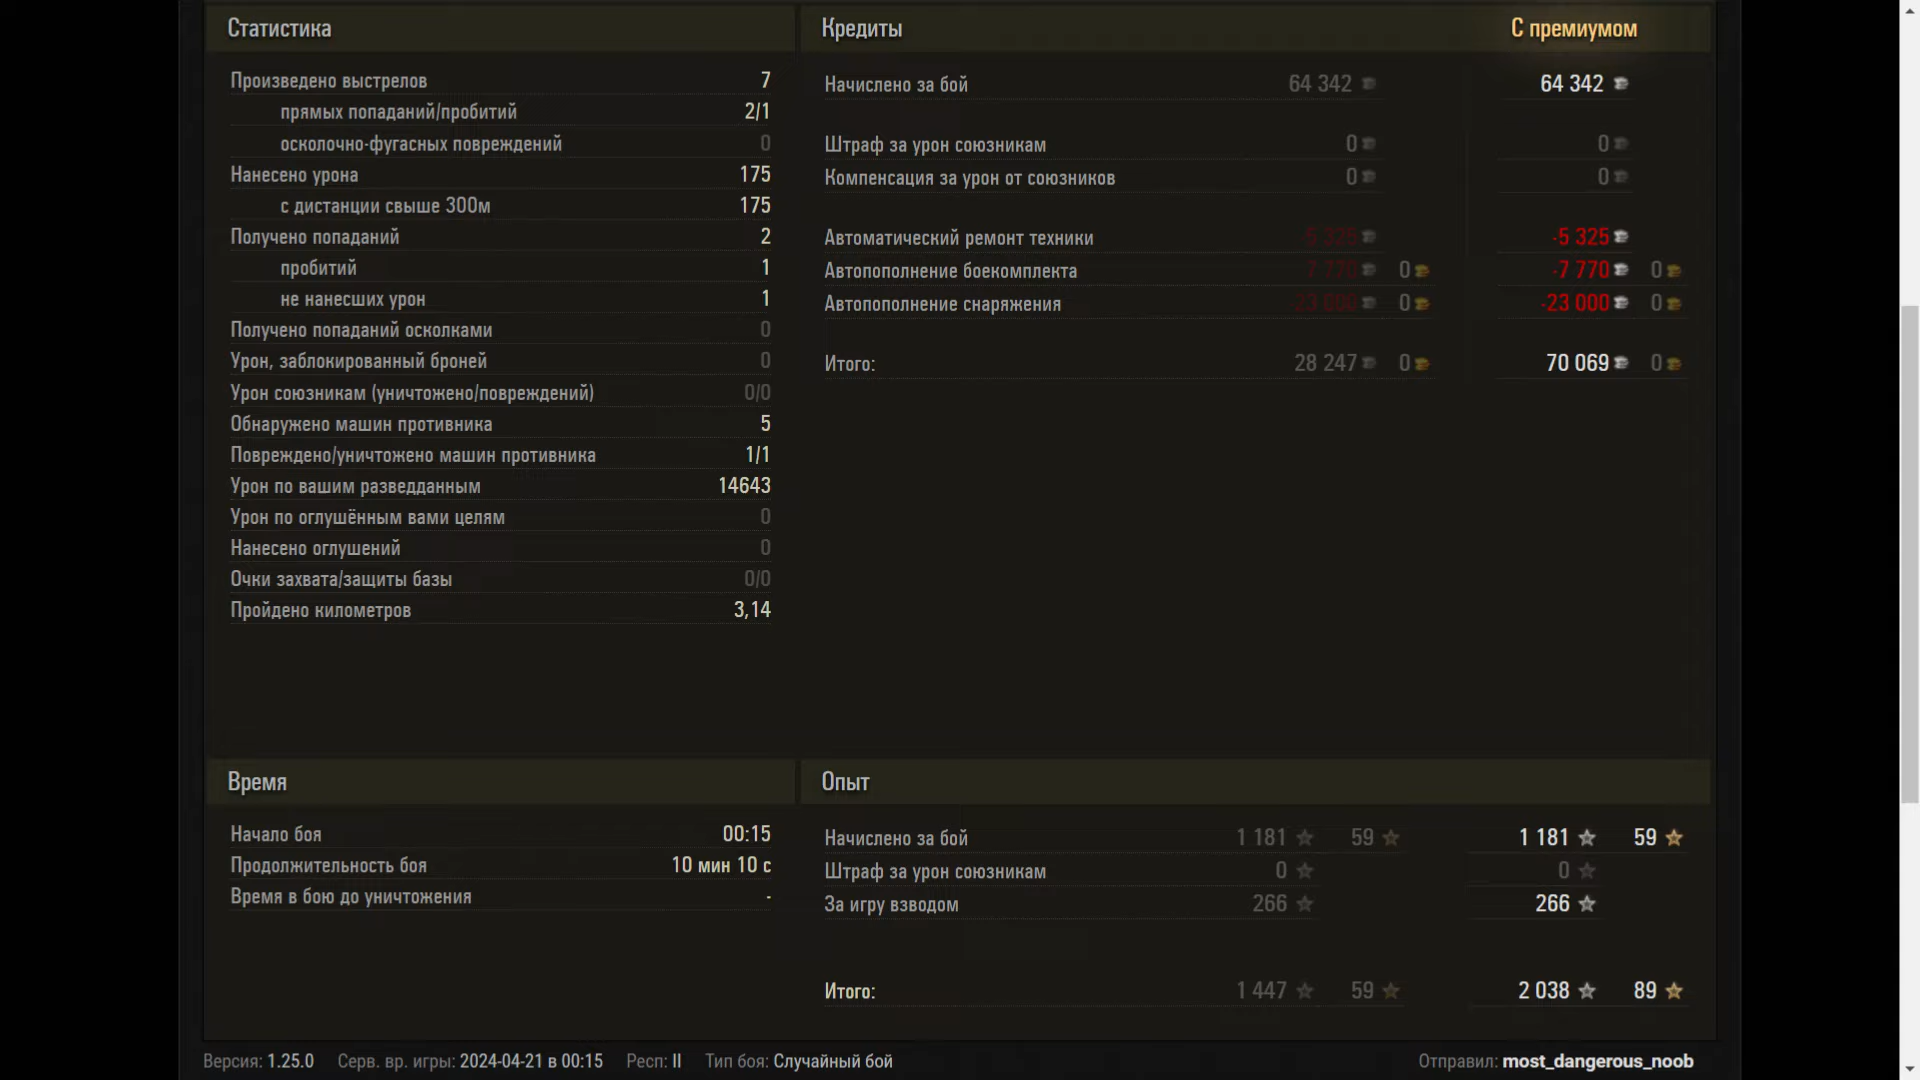 Статистика
Произведено выстрелов 7
прямых попаданий/пробитий 2/1
осколочно-фугасных повреждений 0
Нанесено урона 175
с дистанции свыше 300м 175
Получено попаданий 2
пробитий 1
не нанесших урон 1
Получено попаданий осколками 0
Урон, заблокированный броней 0
Урон союзникам (уничтожено/повреждений) 0/0
Обнаружено машин противника 5
Повреждено/уничтожено машин противника 1/1
Урон по вашим разведданным 14643
Урон по оглушённым вами целям 0
Нанесено оглушений 0
Очки захвата/защиты базы 0/0
Пройдено километров 3,14
Кредиты С премиумом
Начислено за бой 64 342 64 342
Штраф за урон союзникам 0 0
Компенсация за урон от союзников 0 0
Автоматический ремонт техники -5 325 -5 325
Автопополнение боекомплекта -7 770 0 -7 770 0
Автопополнение снаряжения -23 000 0 -23 000 0
Итого: 28 247 0 70 069 0
Время
Начало боя 00:15
Продолжительность боя 10 мин 10 с
Время в бою до уничтожения -
Опыт
Начислено за бой 1 181 59 1 181 59
Штраф за урон союзникам 0 0
За игру взводом 266 266
Итого: 1 447 59 2 038 89
Версия: 1.25.0 Серв. вр. игры: 2024-04-21 в 00:15 Респ: II Тип боя: Случайный бой Отправил: most_dangerous_noob